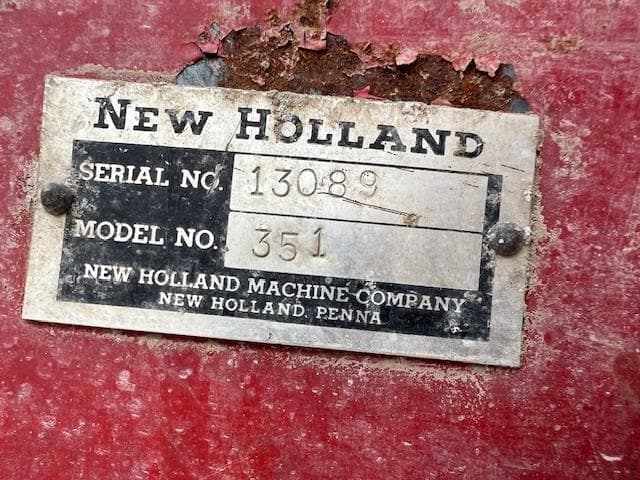 NEW HOLLAND
SERIAL NO. 13089
MODEL NO. 351
NEW HOLLAND MACHINE COMPANY
NEW HOLLAND, PENNA